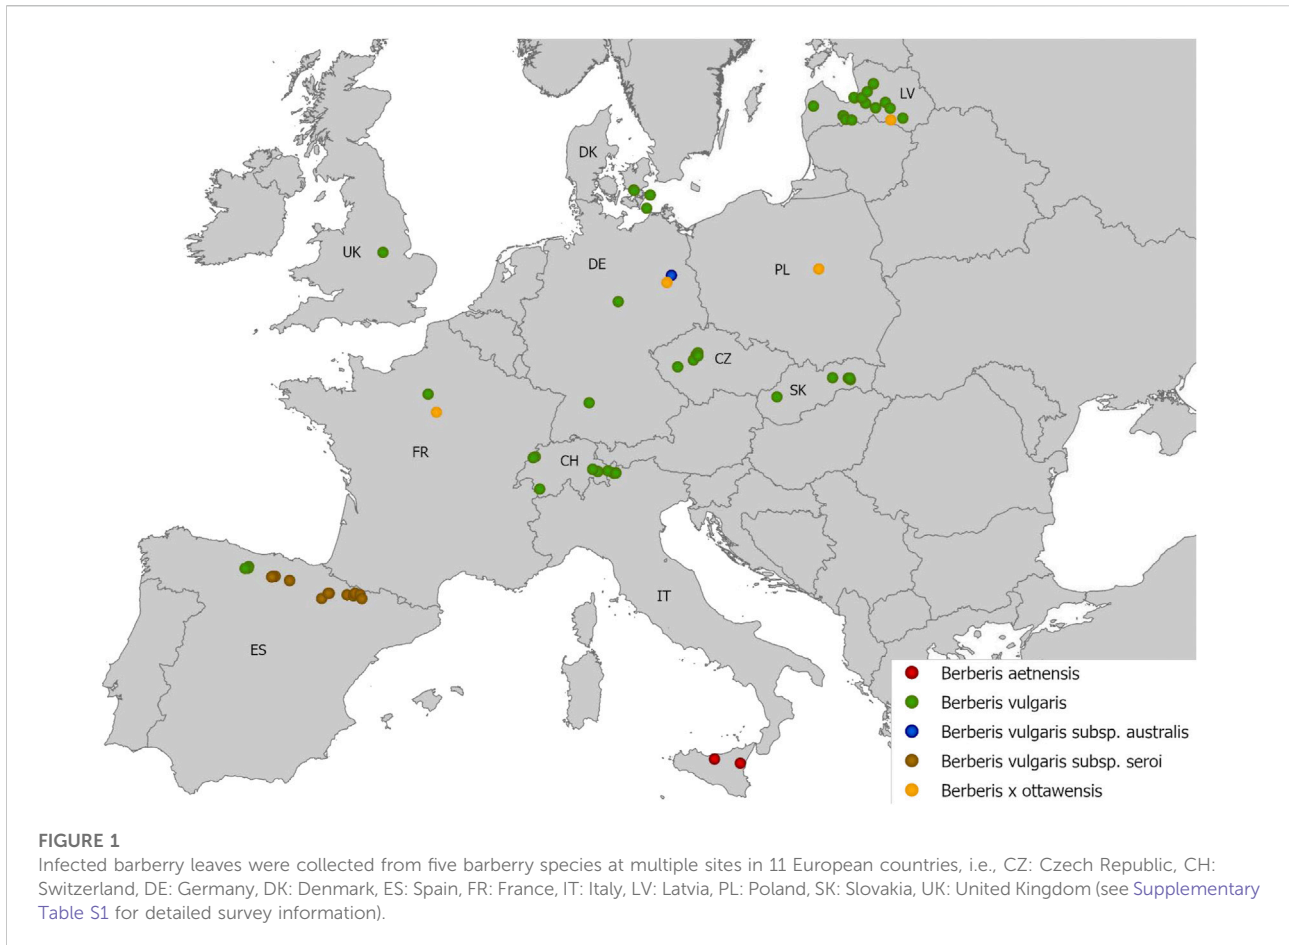 LV
DK
UK
DE
PL
CZ
SK
FR
CH
IT
ES
Berberis aetnensis
Berberis vulgaris
Berberis vulgaris subsp. australis
Berberis vulgaris subsp. seroi
Berberis x ottawensis
FIGURE 1
Infected barberry leaves were collected from five barberry species at multiple sites in 11 European countries, i.e., CZ: Czech Republic, CH:
Switzerland, DE: Germany, DK: Denmark, ES: Spain, FR: France, IT: Italy, LV: Latvia, PL: Poland, SK: Slovakia, UK: United Kingdom (see Supplementary
Table S1 for detailed survey information).